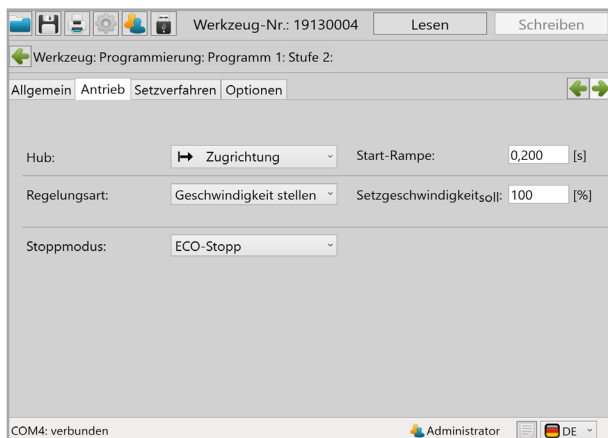 Werkzeug-Nr.: 19130004 Lesen Schreiben
Werkzeug: Programmierung: Programm 1: Stufe 2:
Allgemein Antrieb Setzverfahren Optionen
Hub: Zugrichtung Start-Rampe: 0,200 [s]
Regelungsart: Geschwindigkeit stellen Setzgeschwindigkeitsoll: 100 [%]
Stoppmodus: ECO-Stopp
COM4: verbunden Administrator DE